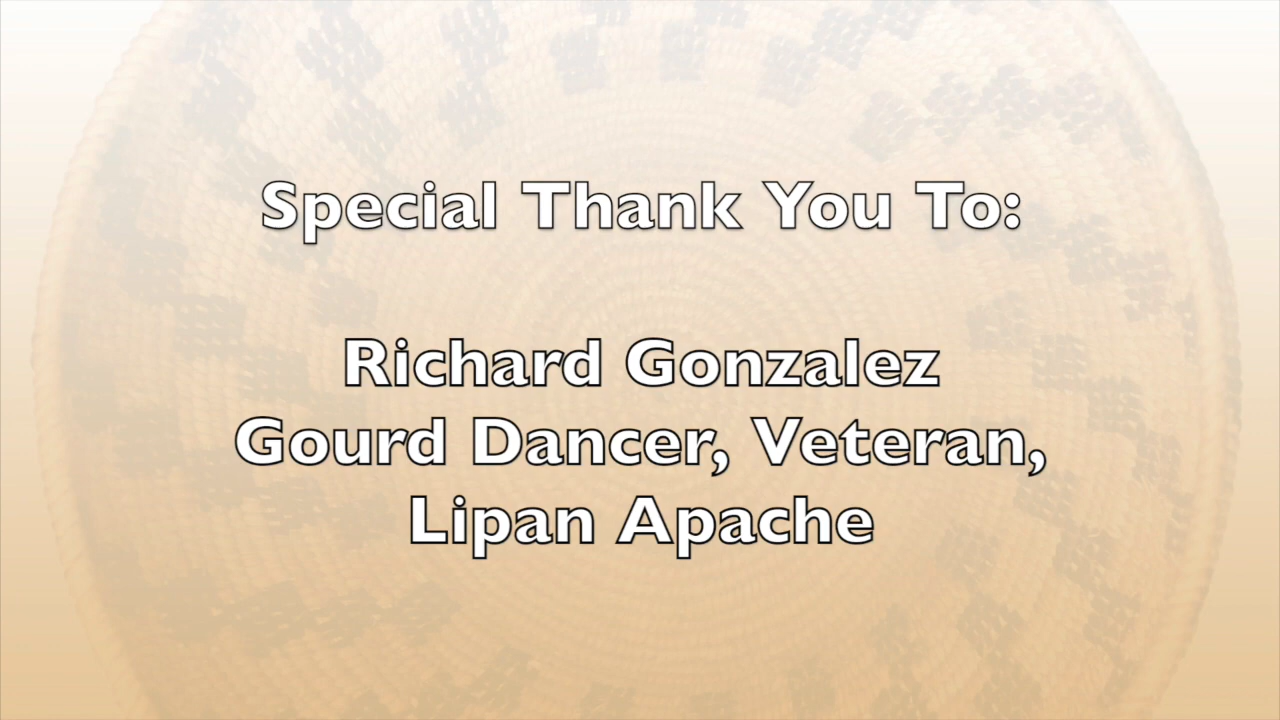 Special Thank You To:
Richard Gonzalez
Gourd Dancer, Veteran,
Lipan Apache